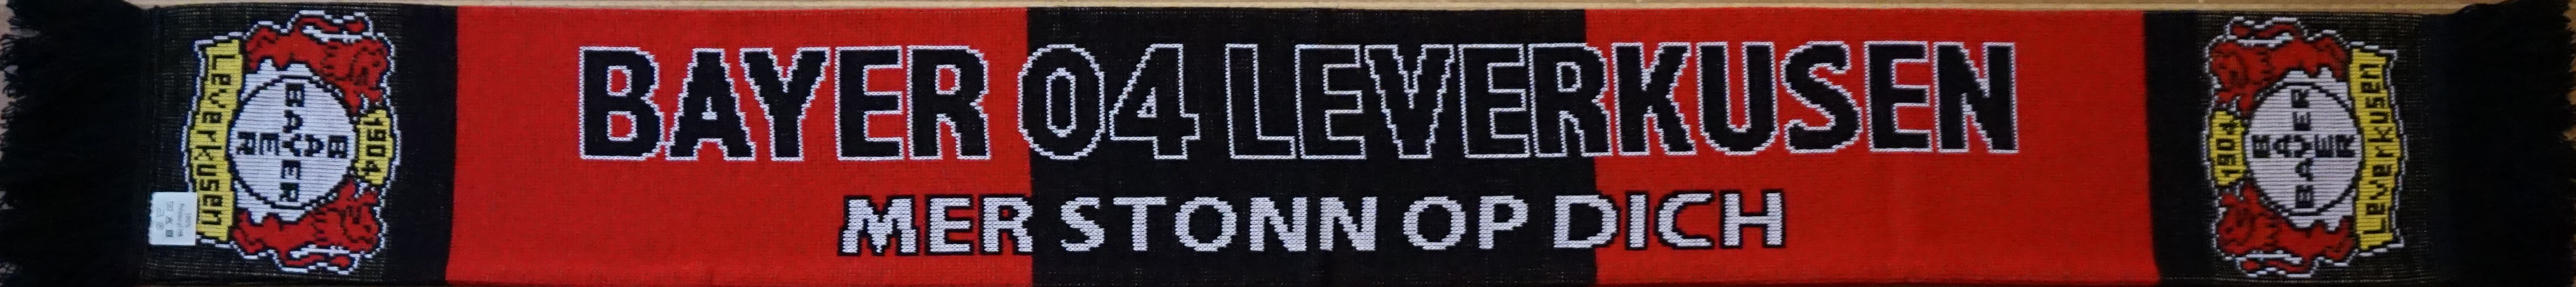 BAYER 04 LEVERKUSEN
MER STONN OP DICH
1904
BAYER
BAYER
Leverkusen
1904
BAYER
BAYER
Leverkusen